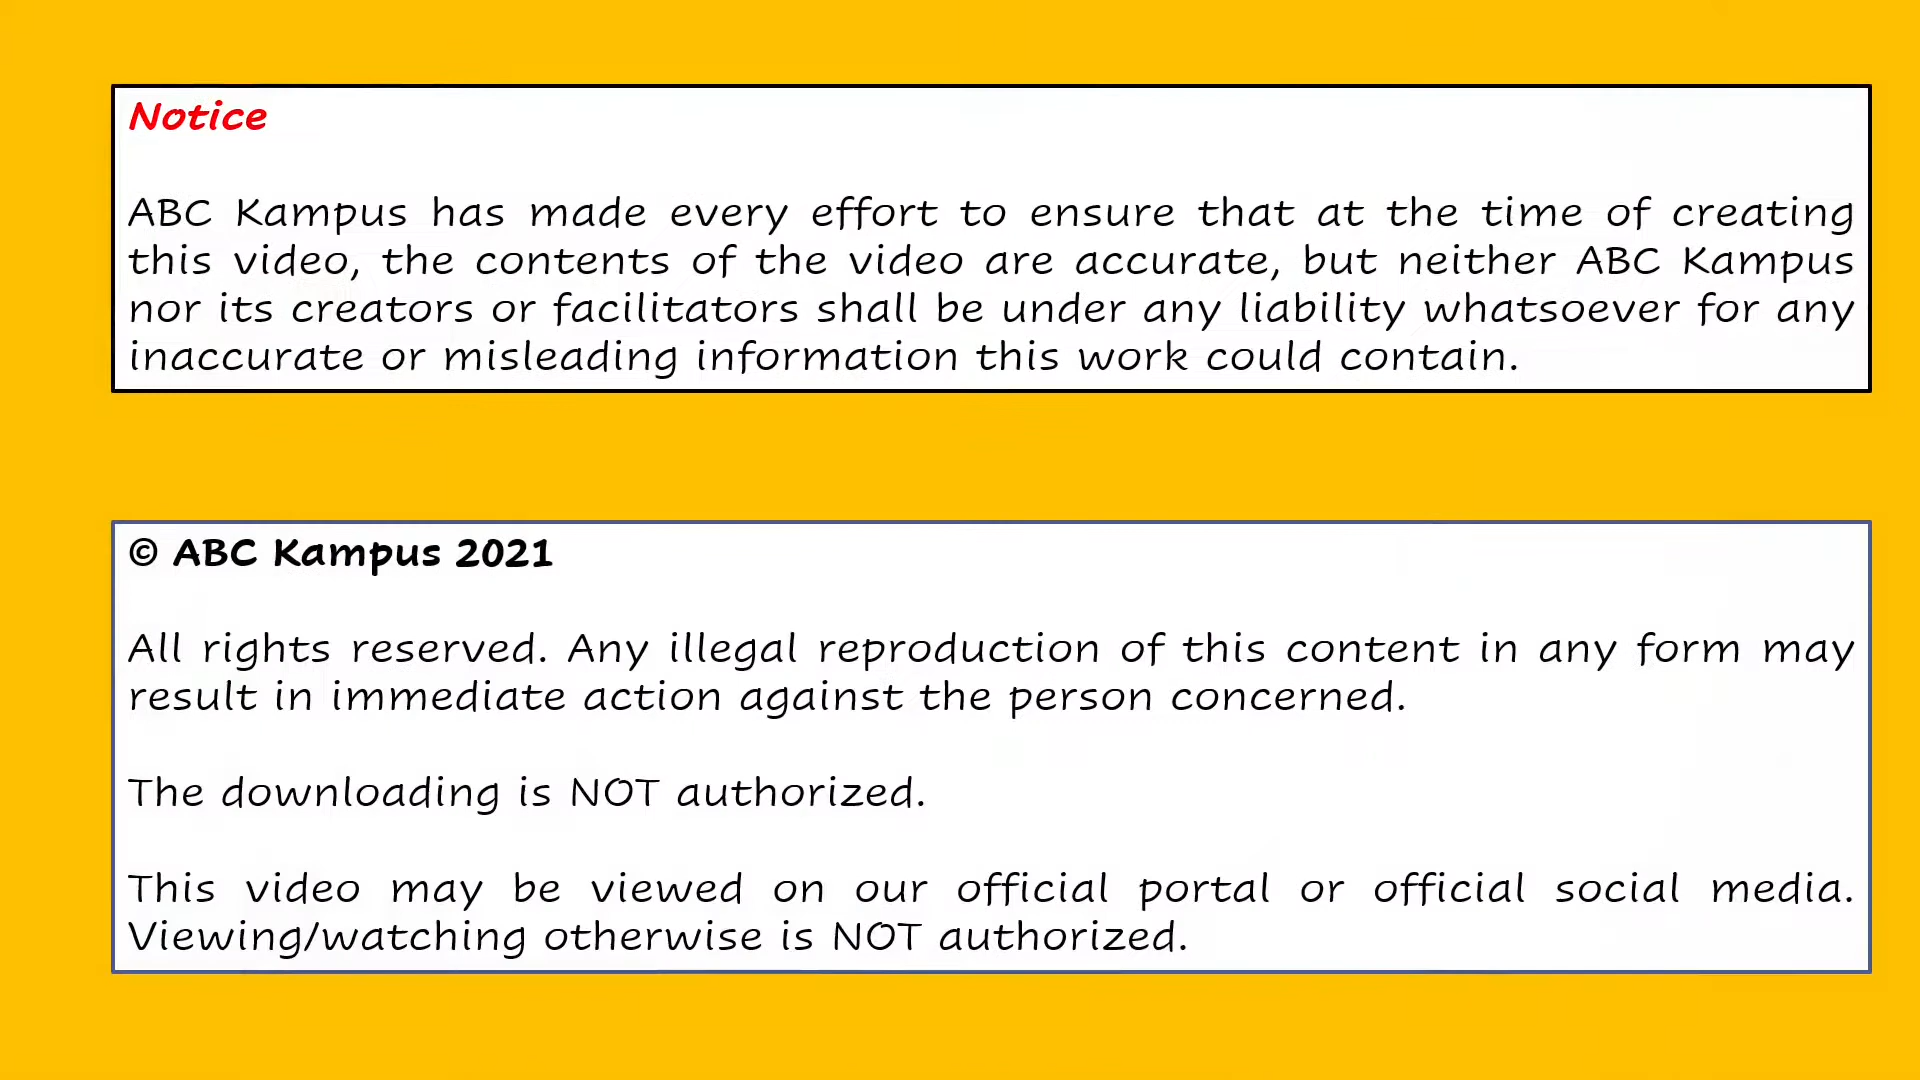 Notice
ABC Kampus has made every effort to ensure that at the time of creating
this video, the contents of the video are accurate, but neither ABC Kampus
nor its creators or facilitators shall be under any liability whatsoever for any
inaccurate or misleading information this work could contain.
© ABC Kampus 2021
All rights reserved. Any illegal reproduction of this content in any form may
result in immediate action against the person concerned.
The downloading is NOT authorized.
This video may be viewed on our official portal or official social media.
Viewing/watching otherwise is NOT authorized.